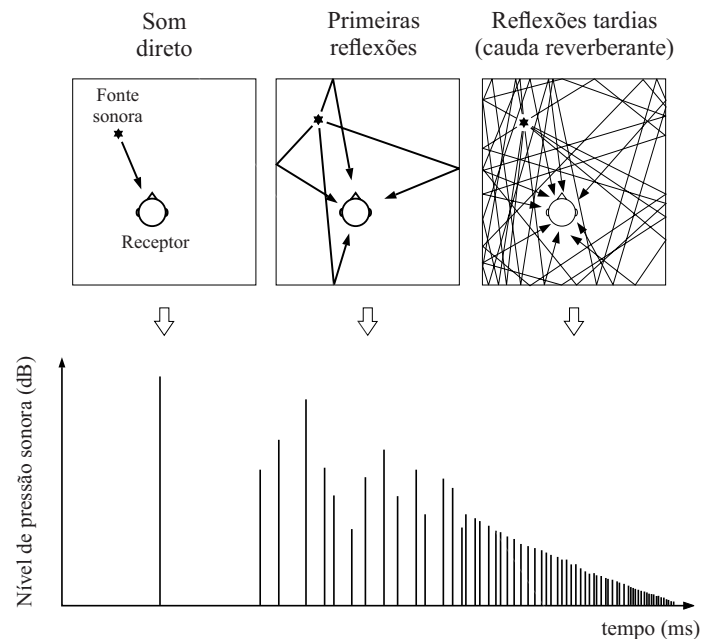 Som
direto
Primeiras
reflexões
Reflexões tardias
(cauda reverberante)
Fonte
sonora
Receptor
Nível de pressão sonora (dB)
tempo (ms)